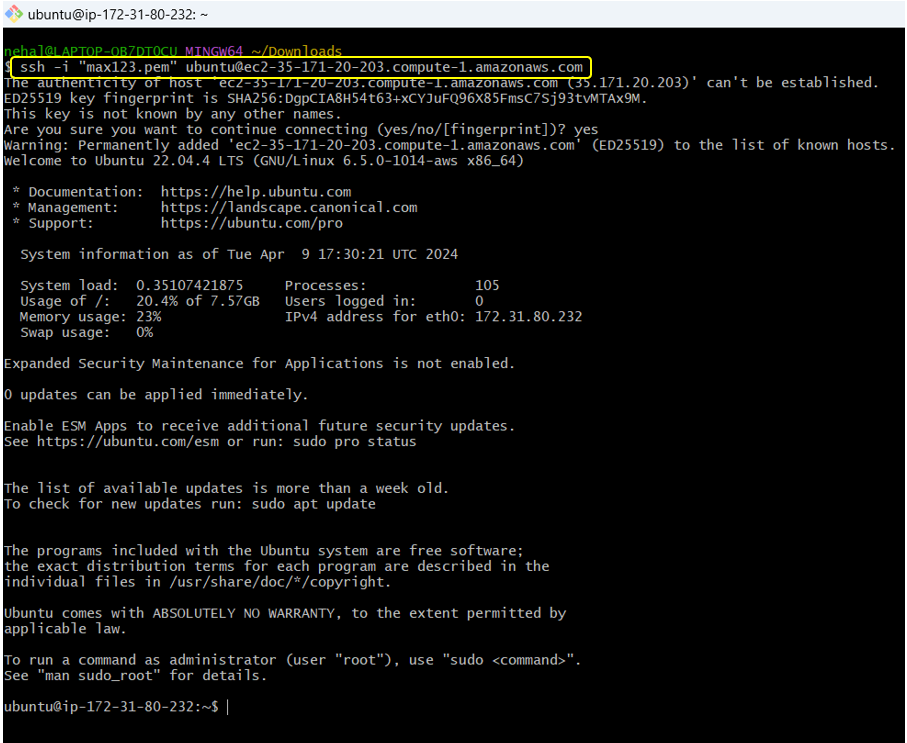 ubuntu@ip-172-31-80-232: ~
nehal@LAPTOP-OB7DTOCU MINGW64 ~/Downloads
$ ssh -i "max123.pem" ubuntu@ec2-35-171-20-203.compute-1.amazonaws.com
The authenticity of host 'ec2-35-171-20-203.compute-1.amazonaws.com (35.171.20.203)' can't be established.
ED25519 key fingerprint is SHA256:DgpCIA8H54t63+xCYJuFQ96X85FmsC7Sj93tvMTAx9M.
This key is not known by any other names.
Are you sure you want to continue connecting (yes/no/[fingerprint])? yes
Warning: Permanently added 'ec2-35-171-20-203.compute-1.amazonaws.com' (ED25519) to the list of known hosts.
Welcome to Ubuntu 22.04.4 LTS (GNU/Linux 6.5.0-1014-aws x86_64)
* Documentation: https://help.ubuntu.com
* Management: https://landscape.canonical.com
* Support: https://ubuntu.com/pro
System information as of Tue Apr 9 17:30:21 UTC 2024
System load: 0.35107421875 Processes: 105
Usage of /: 20.4% of 7.57GB Users logged in: 0
Memory usage: 23% IPv4 address for eth0: 172.31.80.232
Swap usage: 0%
Expanded Security Maintenance for Applications is not enabled.
0 updates can be applied immediately.
Enable ESM Apps to receive additional future security updates.
See https://ubuntu.com/esm or run: sudo pro status
The list of available updates is more than a week old.
To check for new updates run: sudo apt update
The programs included with the Ubuntu system are free software;
the exact distribution terms for each program are described in the
individual files in /usr/share/doc/*/copyright.
Ubuntu comes with ABSOLUTELY NO WARRANTY, to the extent permitted by
applicable law.
To run a command as administrator (user "root"), use "sudo <command>".
See "man sudo_root" for details.
ubuntu@ip-172-31-80-232:~$